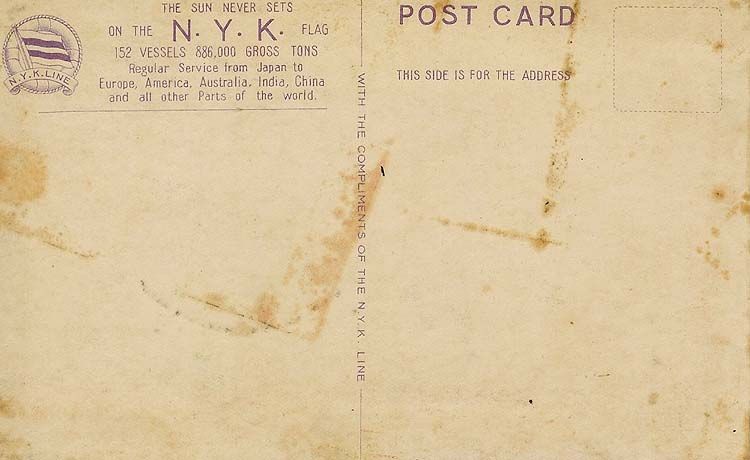 THE SUN NEVER SETS
ON THE N. Y. K. FLAG
152 VESSELS 886,000 GROSS TONS
Regular Service from Japan to
Europe, America, Australia, India, China
and all other Parts of the world.
N.Y.K.LINE
WITH THE COMPLIMENTS OF THE N.Y.K. LINE
POST CARD
THIS SIDE IS FOR THE ADDRESS